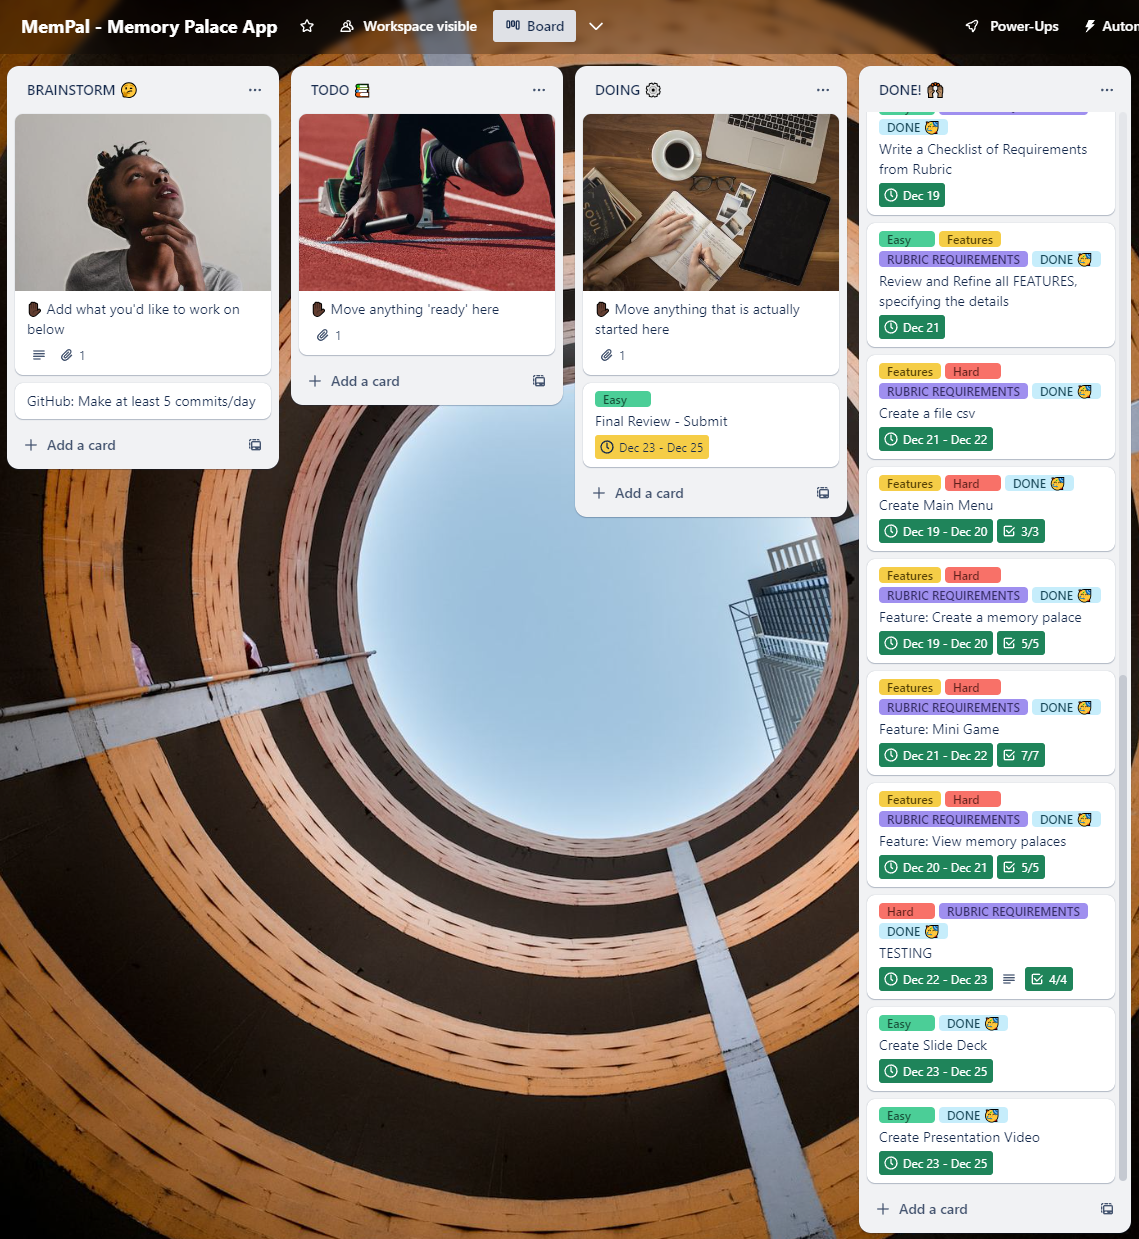 MemPal - Memory Palace App
Workspace visible
Board
Power-Ups
BRAINSTORM 🤔
Add what you'd like to work on
below
1
GitHub: Make at least 5 commits/day
Add a card
TODO 📚
Move anything 'ready' here
1
Add a card
DOING ⚙️
SOUL
Move anything that is actually
started here
1
Easy
Final Review - Submit
Dec 23 - Dec 25
Add a card
DONE! 🙌
DONE
Write a Checklist of Requirements
from Rubric
Dec 19
Easy Features
RUBRIC REQUIREMENTS DONE
Review and Refine all FEATURES,
specifying the details
Dec 21
Features Hard
RUBRIC REQUIREMENTS DONE
Create a file csv
Dec 21 - Dec 22
Features Hard DONE
Create Main Menu
Dec 19 - Dec 20 3/3
Features Hard
RUBRIC REQUIREMENTS DONE
Feature: Create a memory palace
Dec 19 - Dec 20 5/5
Features Hard
RUBRIC REQUIREMENTS DONE
Feature: Mini Game
Dec 21 - Dec 22 7/7
Features Hard
RUBRIC REQUIREMENTS DONE
Feature: View memory palaces
Dec 20 - Dec 21 5/5
Hard RUBRIC REQUIREMENTS
DONE
TESTING
Dec 22 - Dec 23 4/4
Easy DONE
Create Slide Deck
Dec 23 - Dec 25
Easy DONE
Create Presentation Video
Dec 23 - Dec 25
Add a card